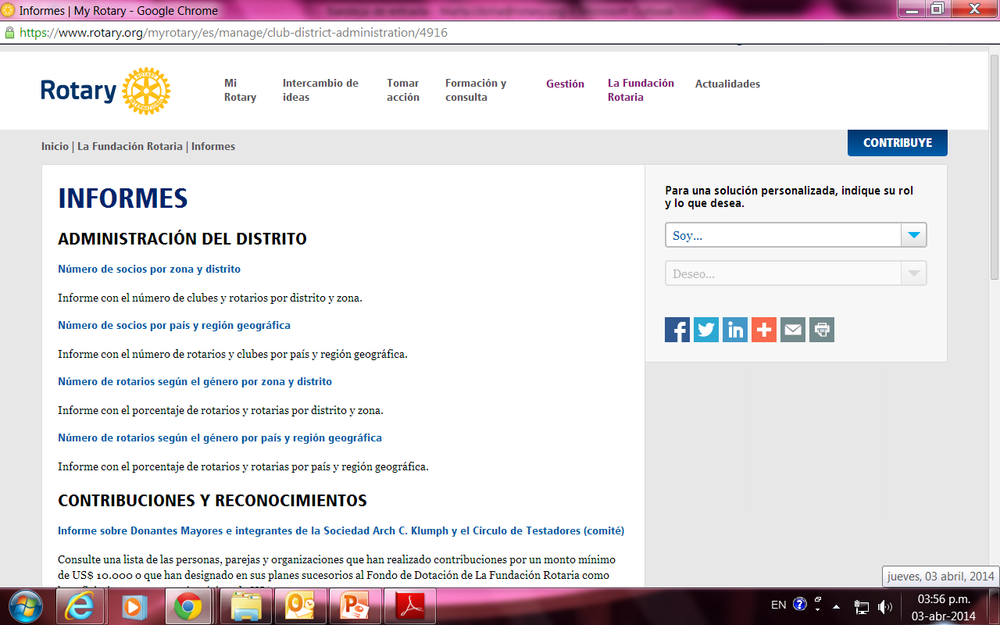 Informes | My Rotary - Google Chrome
https://www.rotary.org/myrotary/es/manage/club-district-administration/4916
Rotary
Mi Rotary
Intercambio de ideas
Tomar acción
Formación y consulta
Gestión
La Fundación Rotaria
Actualidades
Inicio | La Fundación Rotaria | Informes
CONTRIBUYE
INFORMES
ADMINISTRACIÓN DEL DISTRITO
Número de socios por zona y distrito
Informe con el número de clubes y rotarios por distrito y zona.
Número de socios por país y región geográfica
Informe con el número de rotarios y clubes por país y región geográfica.
Número de rotarios según el género por zona y distrito
Informe con el porcentaje de rotarios y rotarias por distrito y zona.
Número de rotarios según el género por país y región geográfica
Informe con el porcentaje de rotarios y rotarias por país y región geográfica.
CONTRIBUCIONES Y RECONOCIMIENTOS
Informe sobre Donantes Mayores e integrantes de la Sociedad Arch C. Klumph y el Círculo de Testadores (comité)
Consulte una lista de las personas, parejas y organizaciones que han realizado contribuciones por un monto mínimo
de US$ 10.000 o que han designado en sus planes sucesorios al Fondo de Dotación de La Fundación Rotaria como
Para una solución personalizada, indique su rol
y lo que desea.
Soy...
Deseo...
jueves, 03 abril, 2014
EN
03:56 p.m.
03-abr-2014